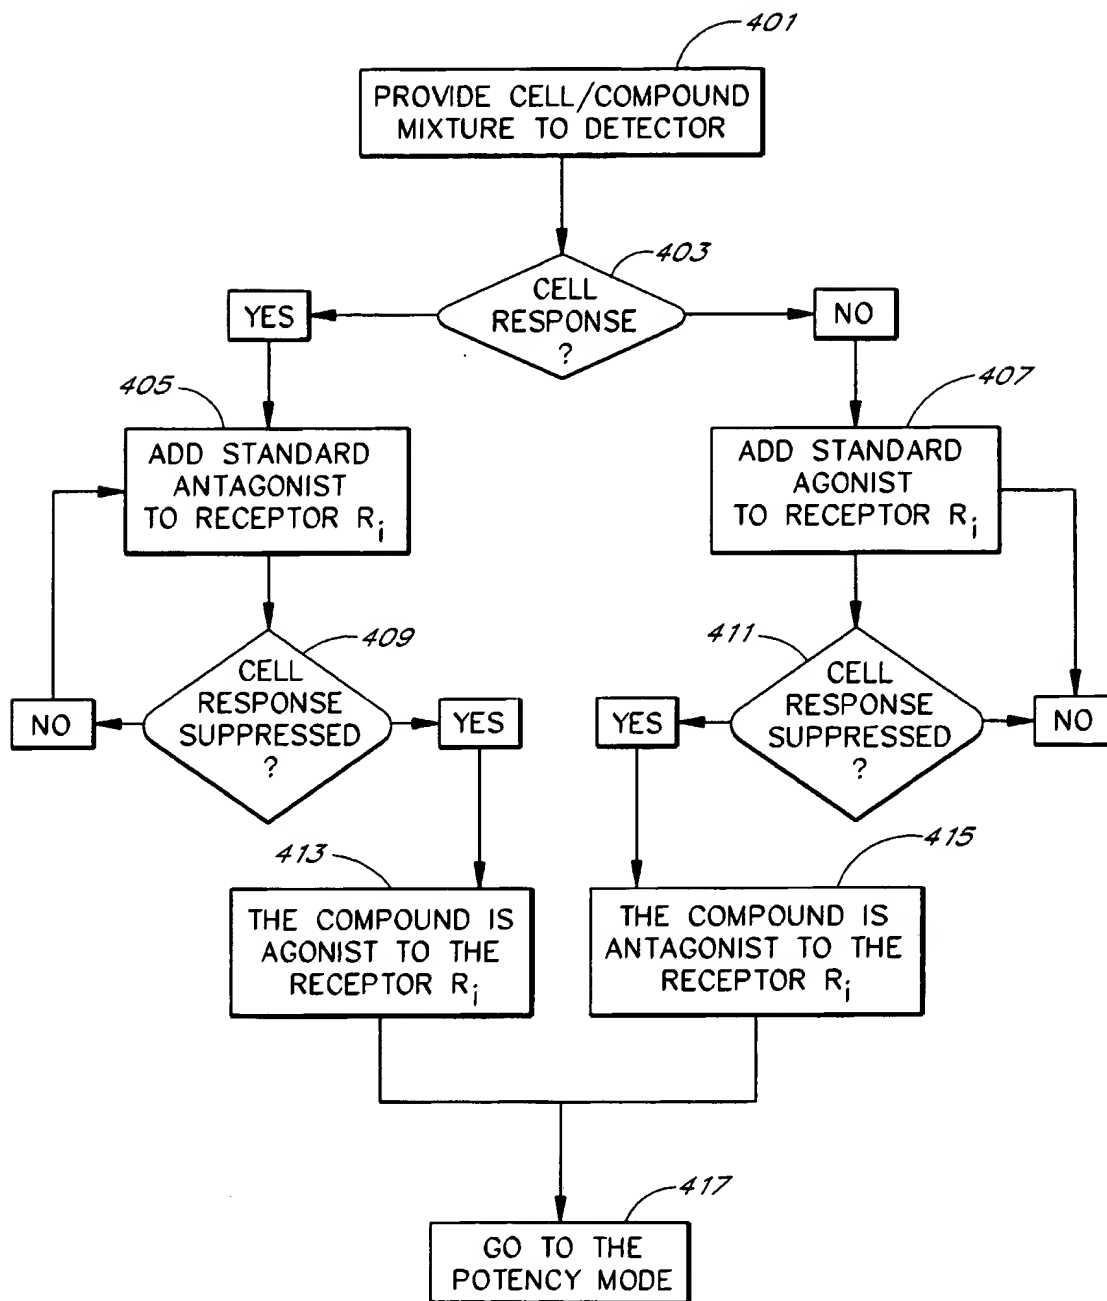 401
PROVIDE CELL/COMPOUND
MIXTURE TO DETECTOR
403
CELL
RESPONSE
?
YES
NO
405
ADD STANDARD
ANTAGONIST
TO RECEPTOR Ri
407
ADD STANDARD
AGONIST
TO RECEPTOR Ri
409
CELL
RESPONSE
SUPPRESSED
?
NO
YES
411
CELL
RESPONSE
SUPPRESSED
?
YES
NO
413
THE COMPOUND IS
AGONIST TO THE
RECEPTOR Ri
415
THE COMPOUND IS
ANTAGONIST TO THE
RECEPTOR Ri
417
GO TO THE
POTENCY MODE